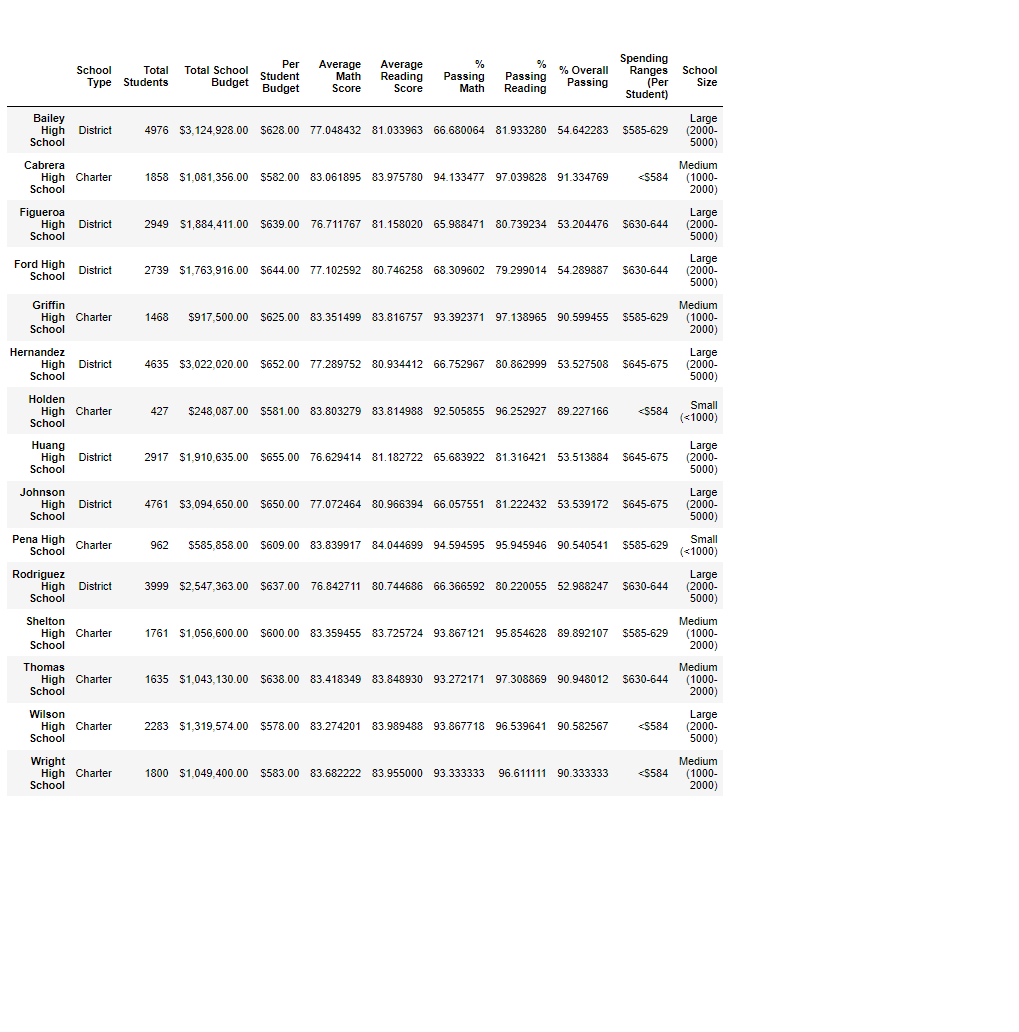 School Type Total Students Total School Budget Per Student Budget Average Math Score Average Reading Score % Passing Math % Passing Reading % Overall Passing Spending Ranges (Per Student) School Size
Bailey High School District 4976 $3,124,928.00 $628.00 77.048432 81.033963 66.680064 81.933280 54.642283 $585-629 Large (2000-5000)
Cabrera High School Charter 1858 $1,081,356.00 $582.00 83.061895 83.975780 94.133477 97.039828 91.334769 <$584 Medium (1000-2000)
Figueroa High School District 2949 $1,884,411.00 $639.00 76.711767 81.158020 65.988471 80.739234 53.204476 $630-644 Large (2000-5000)
Ford High School District 2739 $1,763,916.00 $644.00 77.102592 80.746258 68.309602 79.299014 54.289887 $630-644 Large (2000-5000)
Griffin High School Charter 1468 $917,500.00 $625.00 83.351499 83.816757 93.392371 97.138965 90.599455 $585-629 Medium (1000-2000)
Hernandez High School District 4635 $3,022,020.00 $652.00 77.289752 80.934412 66.752967 80.862999 53.527508 $645-675 Large (2000-5000)
Holden High School Charter 427 $248,087.00 $581.00 83.803279 83.814988 92.505855 96.252927 89.227166 <$584 Small (<1000)
Huang High School District 2917 $1,910,635.00 $655.00 76.629414 81.182722 65.683922 81.316421 53.513884 $645-675 Large (2000-5000)
Johnson High School District 4761 $3,094,650.00 $650.00 77.072464 80.966394 66.057551 81.222432 53.539172 $645-675 Large (2000-5000)
Pena High School Charter 962 $585,858.00 $609.00 83.839917 84.044699 94.594595 95.945946 90.540541 $585-629 Small (<1000)
Rodriguez High School District 3999 $2,547,363.00 $637.00 76.842711 80.744686 66.366592 80.220055 52.988247 $630-644 Large (2000-5000)
Shelton High School Charter 1761 $1,056,600.00 $600.00 83.359455 83.725724 93.867121 95.854628 89.892107 $585-629 Medium (1000-2000)
Thomas High School Charter 1635 $1,043,130.00 $638.00 83.418349 83.848930 93.272171 97.308869 90.948012 $630-644 Medium (1000-2000)
Wilson High School Charter 2283 $1,319,574.00 $578.00 83.274201 83.989488 93.867718 96.539641 90.582567 <$584 Large (2000-5000)
Wright High School Charter 1800 $1,049,400.00 $583.00 83.682222 83.955000 93.333333 96.611111 90.333333 <$584 Medium (1000-2000)